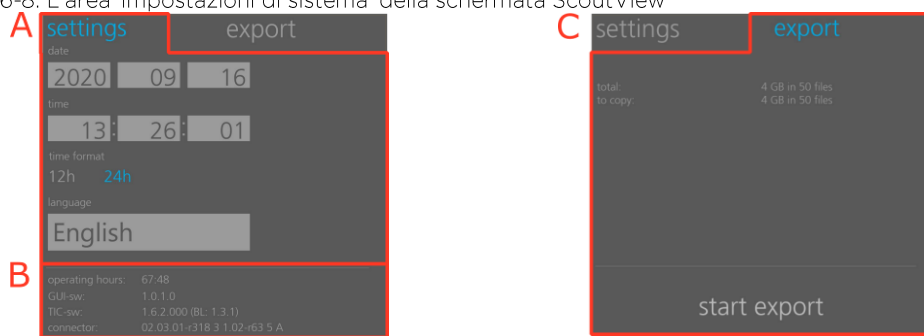 6-8: L'area 'Impostazioni di sistema' della schermata ScoutView
A
settings export
date
2020 09 16
time
13 : 26 : 01
time format
12h 24h
language
English
B
operating hours: 67:48
GUI-sw: 1.0.1.0
TIC-sw: 1.6.2.000 (BL: 1.3.1)
connector: 02.03.01-r318 3 1.02-r63 5 A
C
settings export
total: 4 GB in 50 files
to copy: 4 GB in 50 files
start export